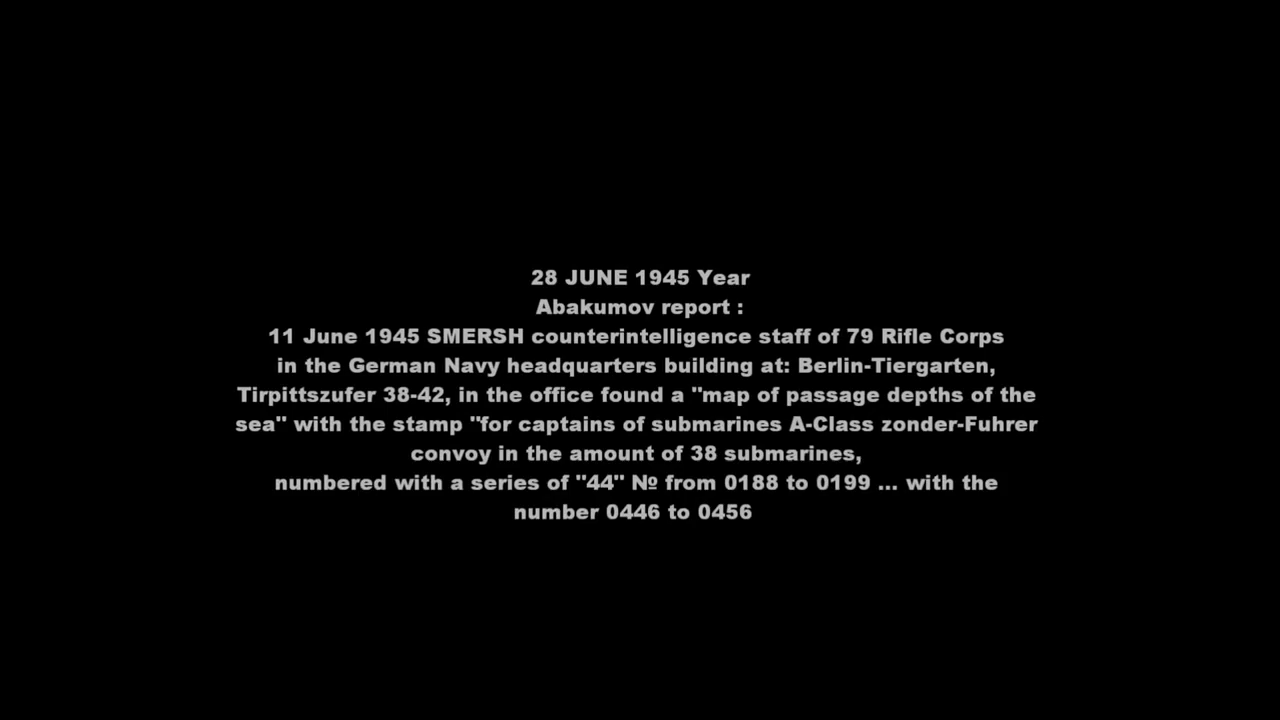 28 JUNE 1945 Year
Abakumov report :
11 June 1945 SMERSH counterintelligence staff of 79 Rifle Corps
in the German Navy headquarters building at: Berlin-Tiergarten,
Tirpittszufer 38-42, in the office found a "map of passage depths of the
sea" with the stamp "for captains of submarines A-Class zonder-Fuhrer
convoy in the amount of 38 submarines,
numbered with a series of "44" № from 0188 to 0199 ... with the
number 0446 to 0456